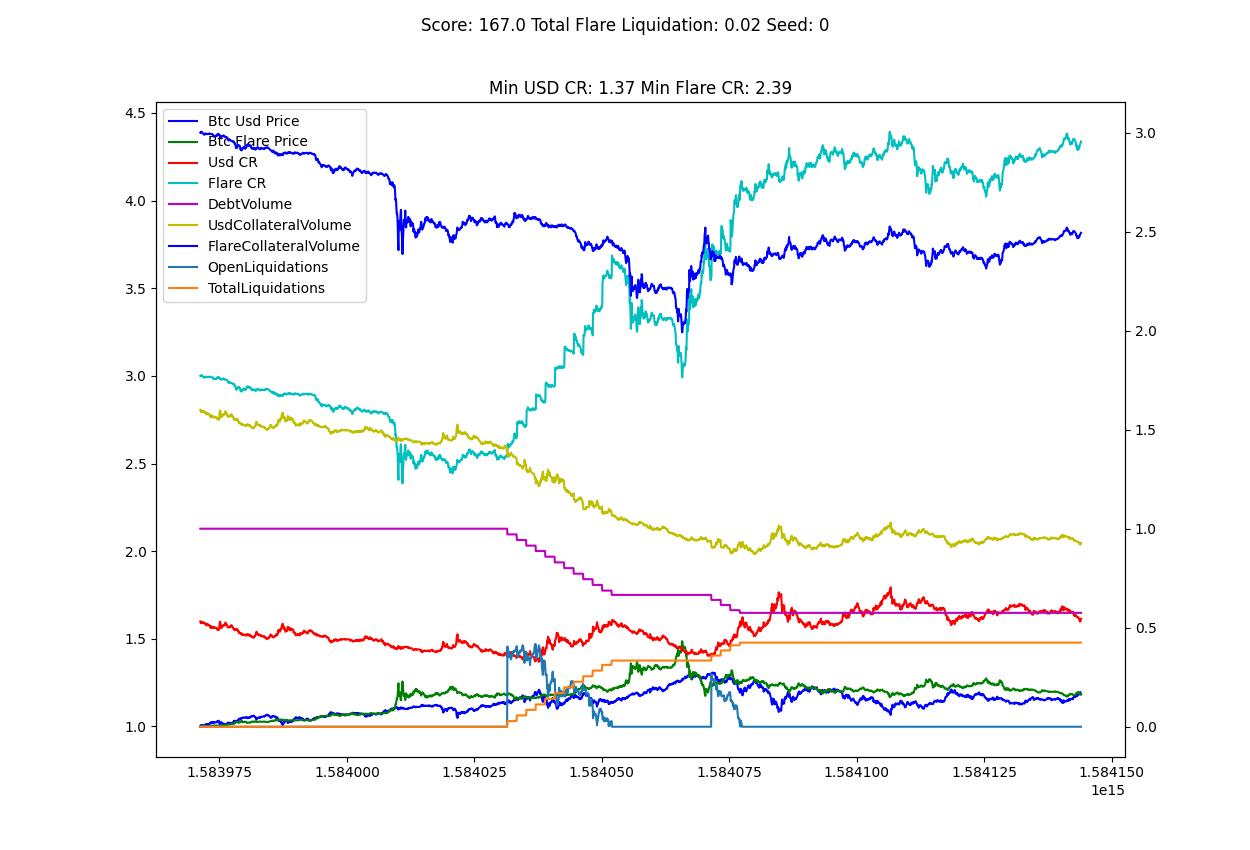 Score: 167.0 Total Flare Liquidation: 0.02 Seed: 0
Min USD CR: 1.37 Min Flare CR: 2.39
Btc Usd Price
Btc Flare Price
Usd CR
Flare CR
DebtVolume
UsdCollateralVolume
FlareCollateralVolume
OpenLiquidations
TotalLiquidations
4.5
4.0
3.5
3.0
2.5
2.0
1.5
1.0
3.0
2.5
2.0
1.5
1.0
0.5
0.0
1.583975 1.584000 1.584025 1.584050 1.584075 1.584100 1.584125 1.584150
1e15